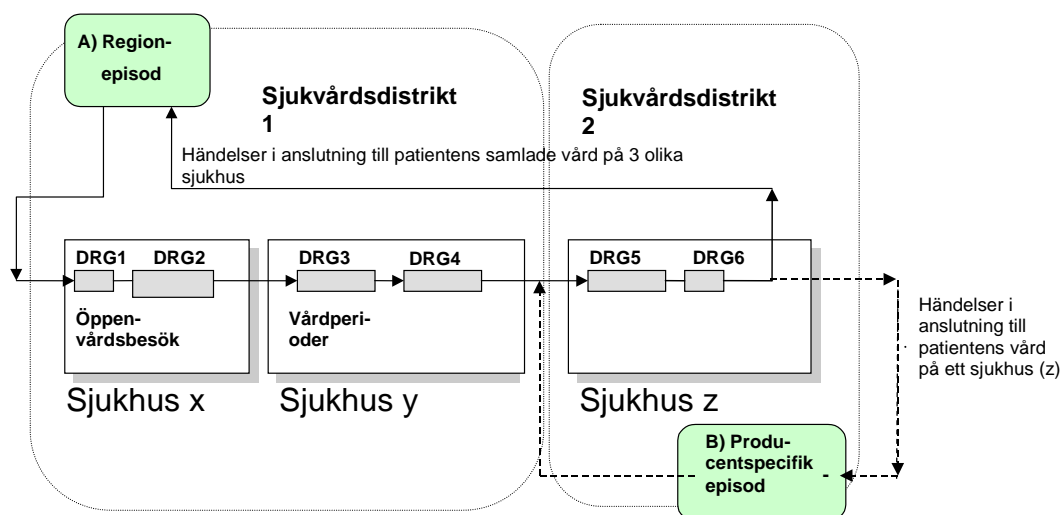 A) Region-
episod
Sjukvårdsdistrikt
1
Sjukvårdsdistrikt
2
Händelser i anslutning till patientens samlade vård på 3 olika
sjukhus
DRG1
DRG2
DRG3
DRG4
DRG5
DRG6
Öppen-
vårdsbesök
Vårdperi-
oder
Händelser i
anslutning till
patientens vård
på ett sjukhus (z)
Sjukhus x
Sjukhus y
Sjukhus z
B) Produ-
centspecifik
episod